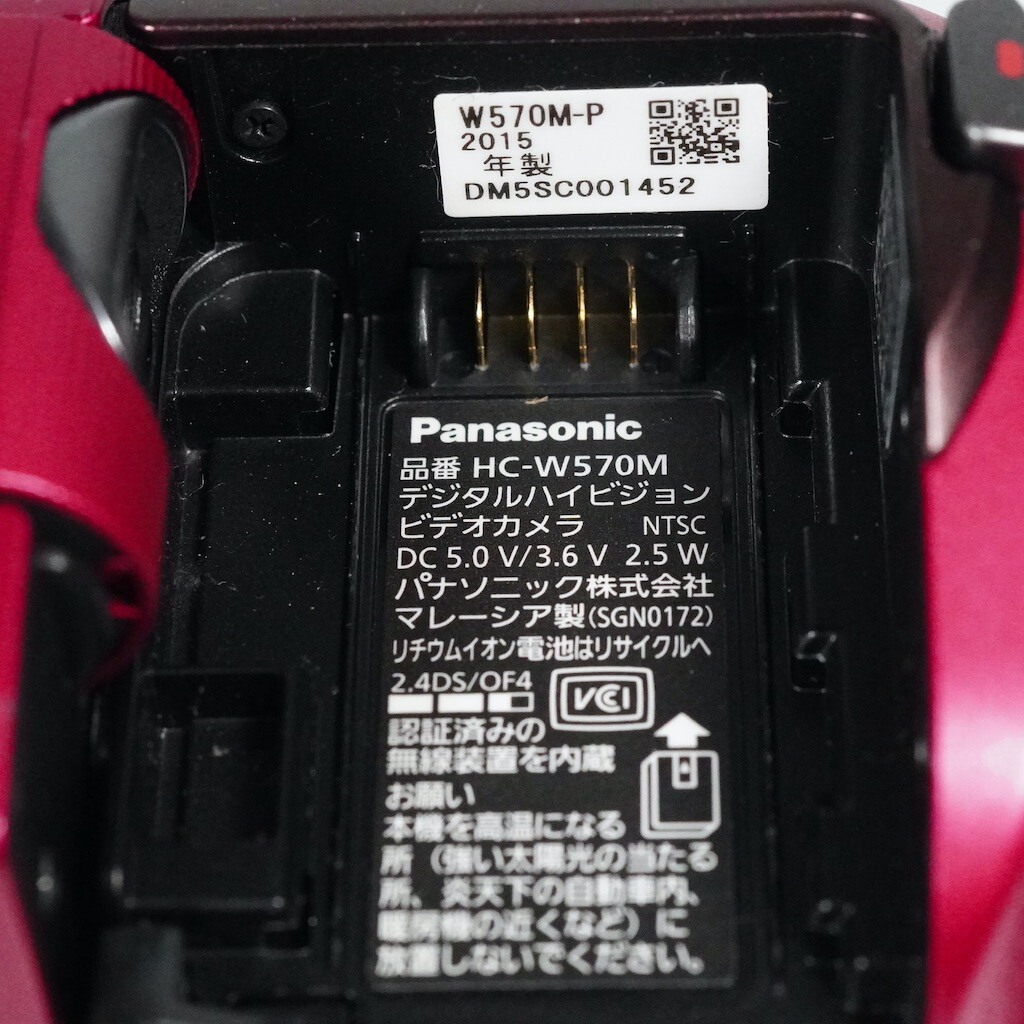 W570M-P
2015
年製
DM5SC001452
Panasonic
品番 HC-W570M
デジタルハイビジョン
ビデオカメラ NTSC
DC 5.0 V/3.6 V 2.5 W
パナソニック株式会社
マレーシア製(SGN0172)
リチウムイオン電池はリサイクルへ
2.4DS/OF4
VCCI
認証済みの
無線装置を内蔵
お願い
本機を高温になる
所（強い太陽光の当たる
所、炎天下の自動車内、
暖房機の近くなど）に
放置しないでください。